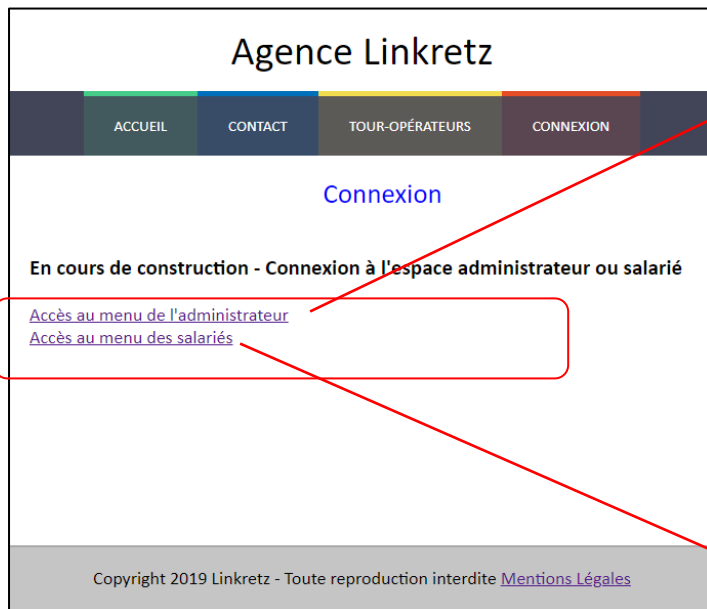 Agence Linkretz
ACCUEIL CONTACT TOUR-OPÉRATEURS CONNEXION
Connexion
En cours de construction - Connexion à l'espace administrateur ou salarié
Accès au menu de l'administrateur
Accès au menu des salariés
Copyright 2019 Linkretz - Toute reproduction interdite Mentions Légales